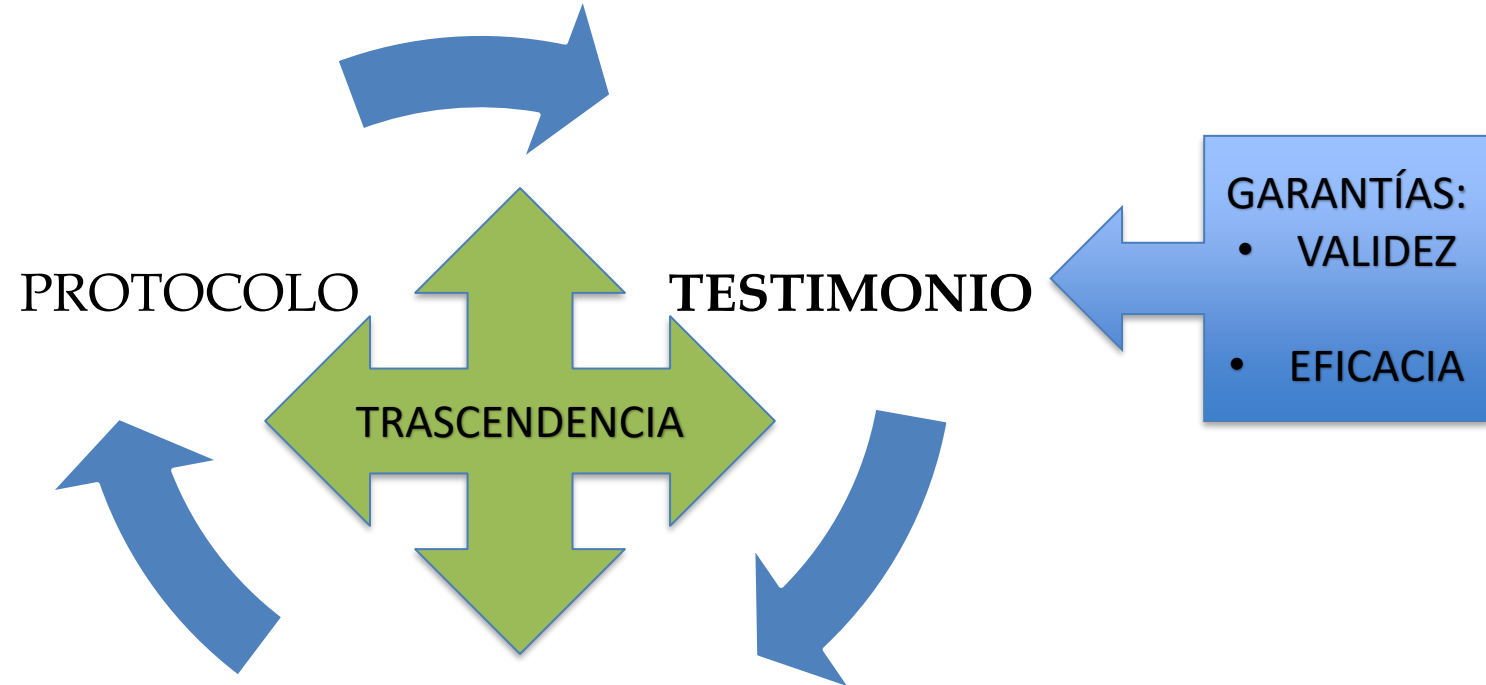 PROTOCOLO
TESTIMONIO
TRASCENDENCIA
GARANTÍAS:
• VALIDEZ
• EFICACIA